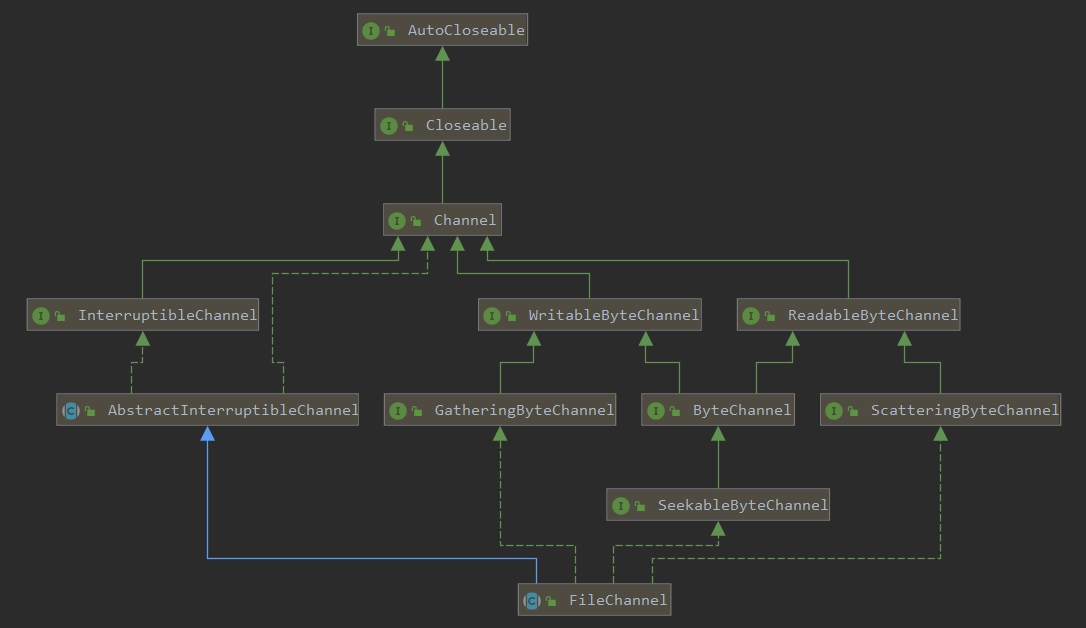 I AutoCloseable
I Closeable
I Channel
I InterruptibleChannel
I WritableByteChannel
I ReadableByteChannel
C AbstractInterruptibleChannel
I GatheringByteChannel
I ByteChannel
I ScatteringByteChannel
I SeekableByteChannel
C FileChannel